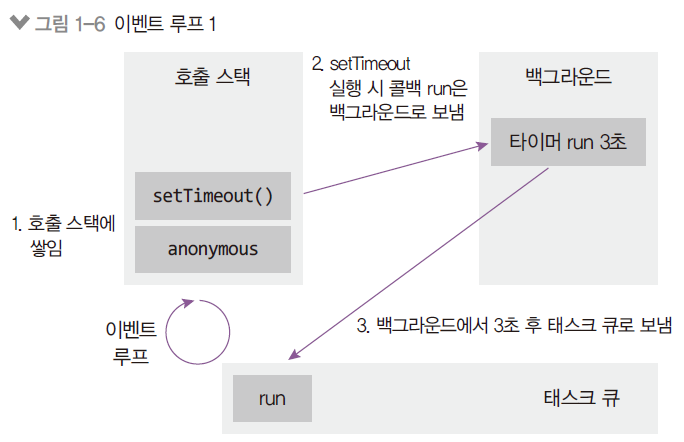 그림 1-6 이벤트 루프 1
호출 스택
2. setTimeout
실행 시 콜백 run은
백그라운드로 보냄
백그라운드
타이머 run 3초
setTimeout()
anonymous
1. 호출 스택에
쌓임
이벤트
루프
3. 백그라운드에서 3초 후 태스크 큐로 보냄
run
태스크 큐